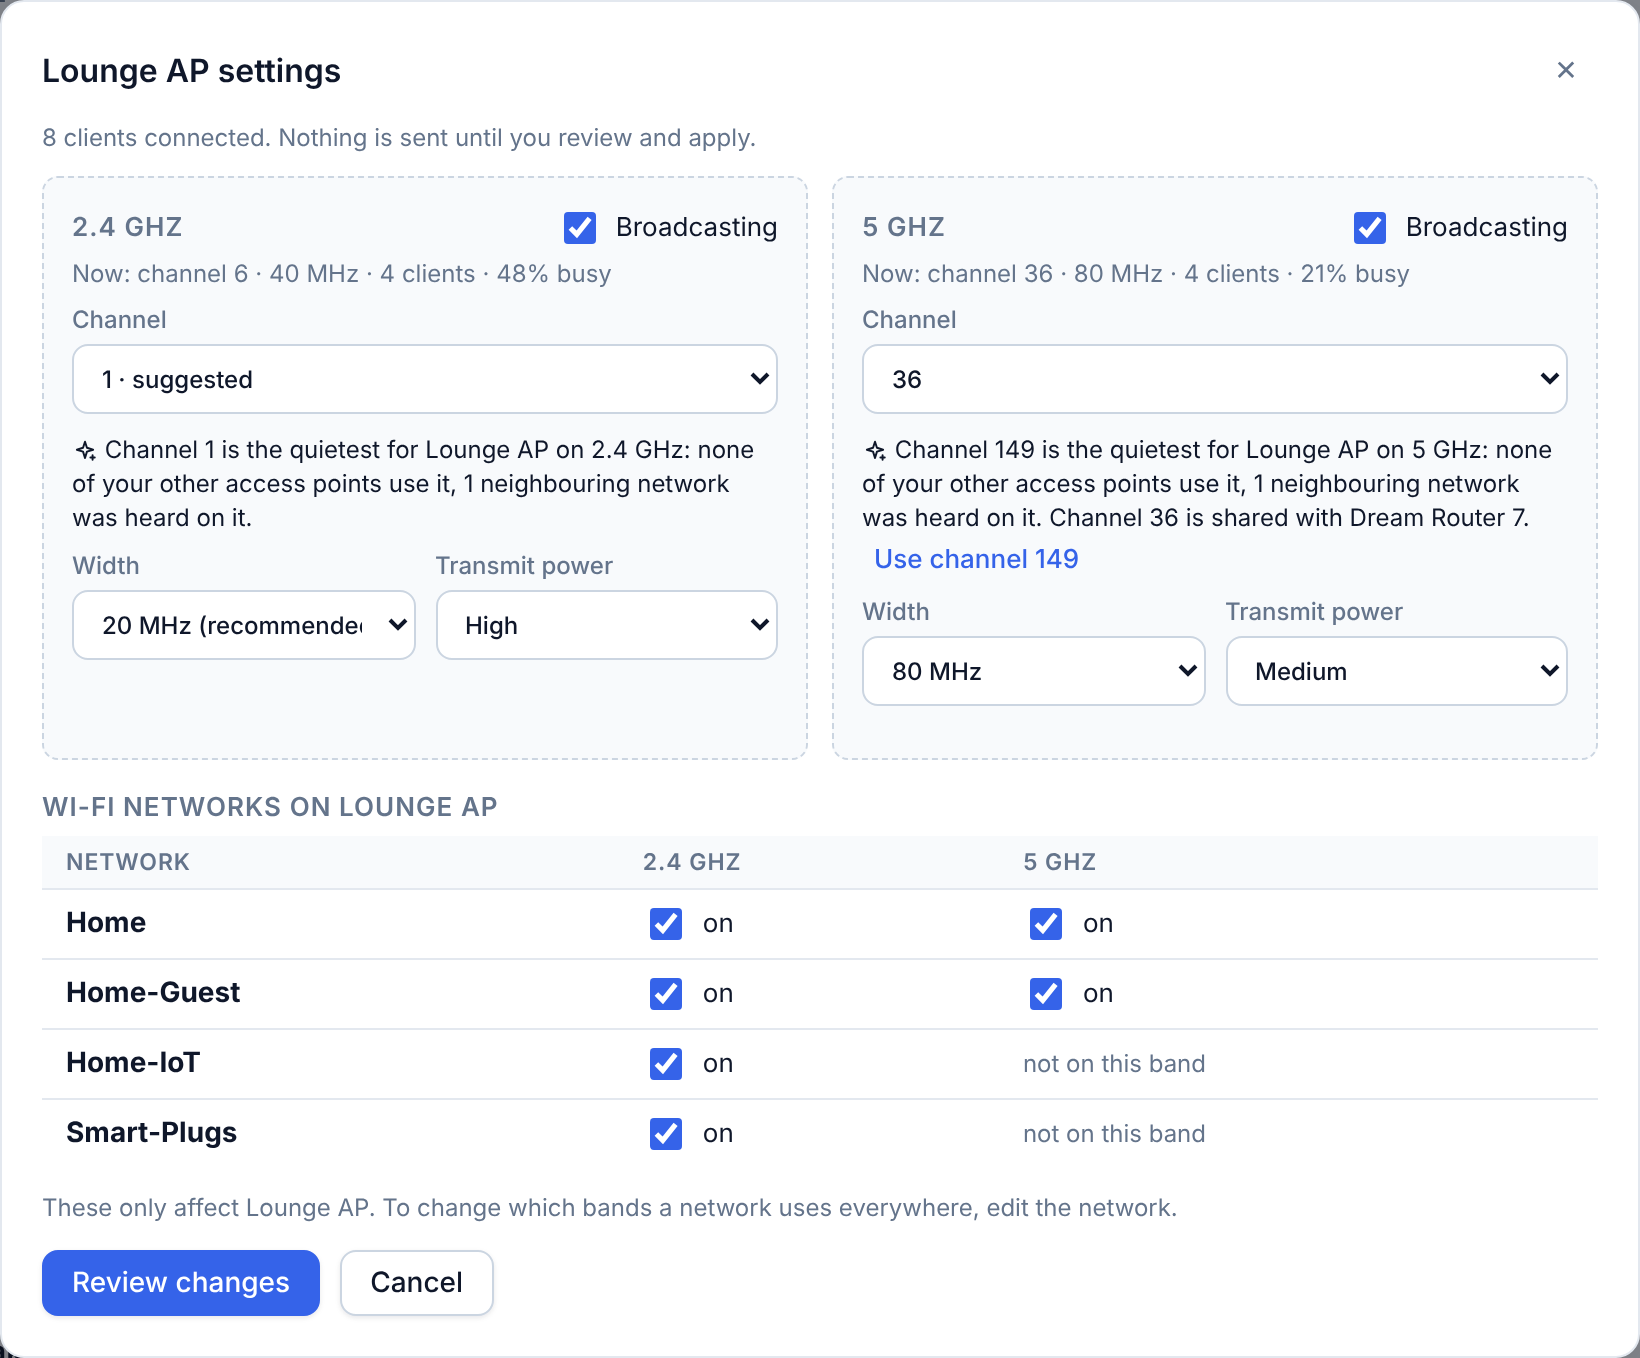 Lounge AP settings
8 clients connected. Nothing is sent until you review and apply.
2.4 GHZ
Broadcasting
Now: channel 6 · 40 MHz · 4 clients · 48% busy
Channel
1 · suggested
Channel 1 is the quietest for Lounge AP on 2.4 GHz: none
of your other access points use it, 1 neighbouring network
was heard on it.
Width
Transmit power
20 MHz (recommended
High
5 GHZ
Broadcasting
Now: channel 36 · 80 MHz · 4 clients · 21% busy
Channel
36
Channel 149 is the quietest for Lounge AP on 5 GHz: none
of your other access points use it, 1 neighbouring network
was heard on it. Channel 36 is shared with Dream Router 7.
Use channel 149
Width
Transmit power
80 MHz
Medium
WI-FI NETWORKS ON LOUNGE AP
NETWORK 2.4 GHZ 5 GHZ
Home on on
Home-Guest on on
Home-IoT on not on this band
Smart-Plugs on not on this band
These only affect Lounge AP. To change which bands a network uses everywhere, edit the network.
Review changes
Cancel